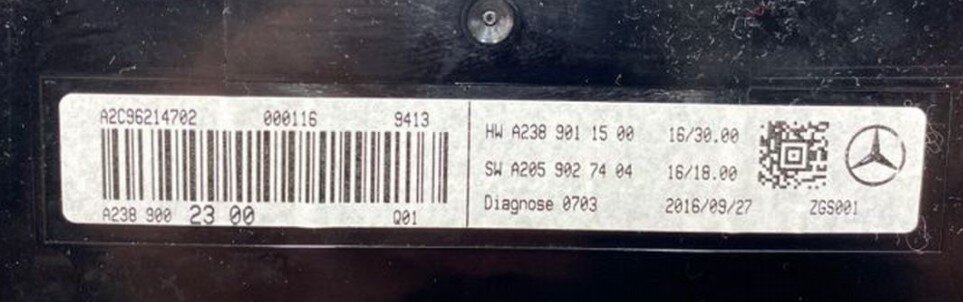 A2C96214702 000116 9413
A238 900 23 00 Q01
HW A238 901 15 00 16/30.00
SW A205 902 74 04 16/18.00
Diagnose 0703 2016/09/27 ZGS001